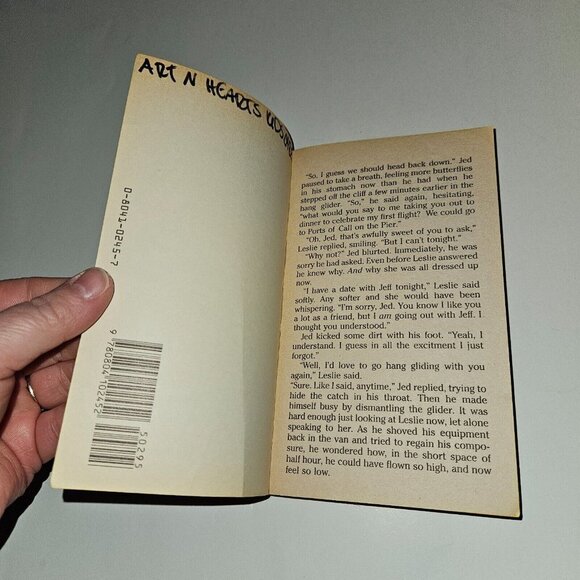 ART N HEARTS
0-8041-0245-7
9 780804 102452
50295
"So, I guess we should head back down." Jed
paused to take a breath, feeling more butterflies
in his stomach now than he had when he
stepped off the cliff a few minutes earlier in the
hang glider. "So," he said again, hesitating,
"what would you say to me taking you out to
dinner to celebrate my first flight? We could go
to Ports of Call on the Pier."
"Oh, Jed, that's awfully sweet of you to ask,"
Leslie replied, smiling. "But I can't tonight."
"Why not?" Jed blurted. Immediately, he was
sorry he had asked. Even before Leslie answered
he knew why. And why she was all dressed up
now.
"I have a date with Jeff tonight," Leslie said
softly. Any softer and she would have been
whispering. "I'm sorry, Jed. You know I like you
a lot as a friend, but I am going out with Jeff. I
thought you understood."
Jed kicked some dirt with his foot. "Yeah, I
understand. I guess in all the excitment I just
forgot."
"Well, I'd love to go hang gliding with you
again," Leslie said.
"Sure. Like I said, anytime," Jed replied, trying to
hide the catch in his throat. Then he made
himself busy by dismantling the glider. It was
hard enough just looking at Leslie now, let alone
speaking to her. As he shoved his equipment
back in the van and tried to regain his compo-
sure, he wondered how, in the short space of
half hour, he could have flown so high, and now
feel so low.